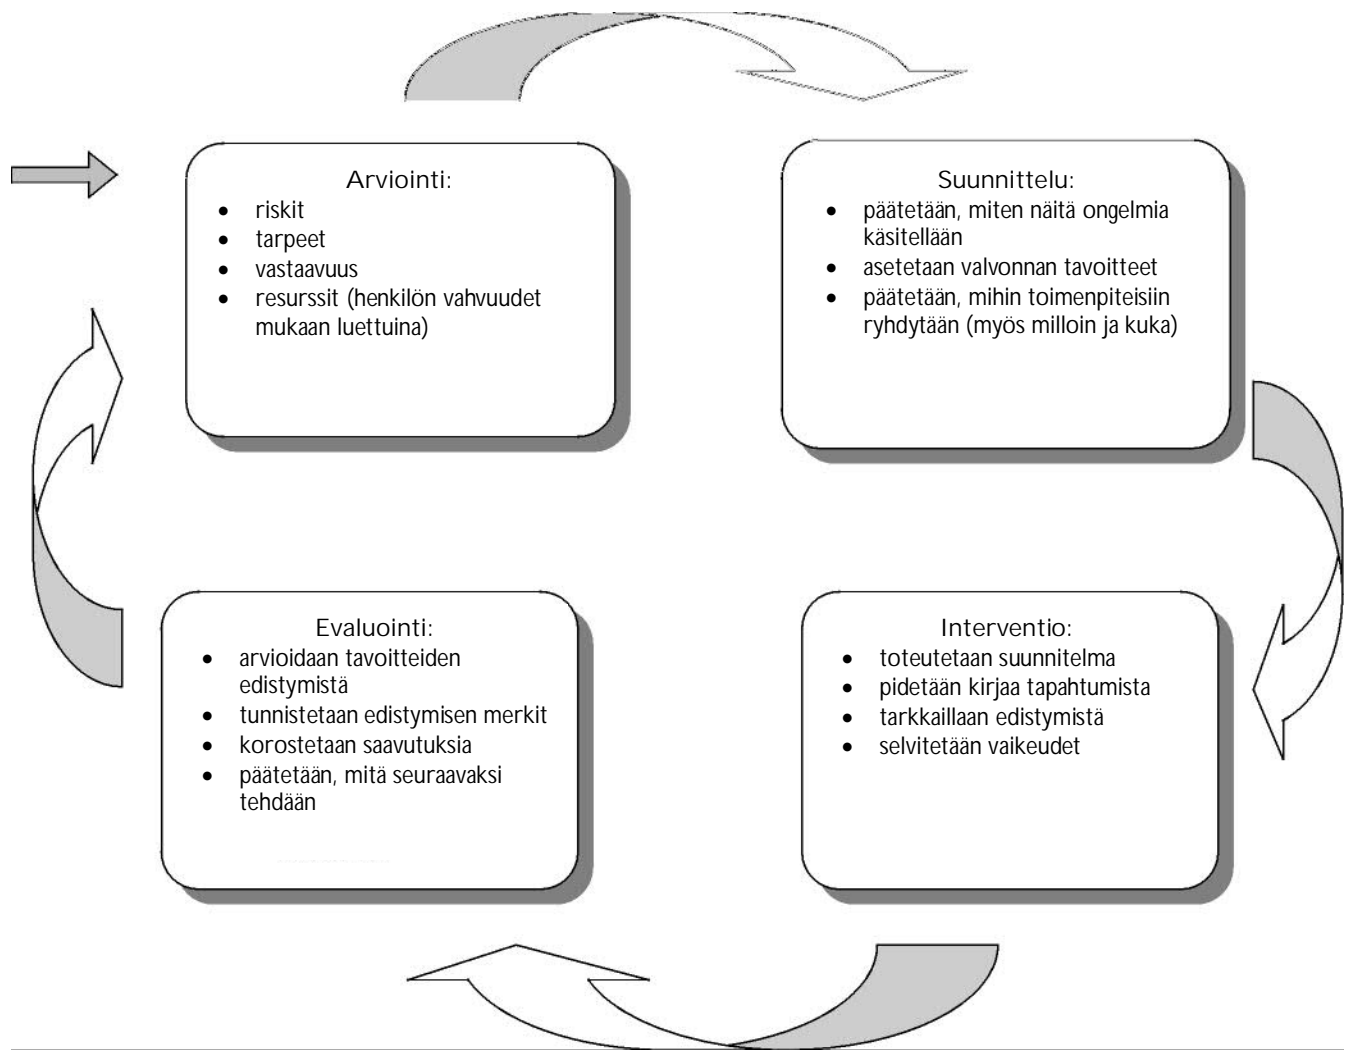 Arviointi:
• riskit
• tarpeet
• vastaavuus
• resurssit (henkilön vahvuudet
mukaan luettuina)
Suunnittelu:
• päätetään, miten näitä ongelmia
käsitellään
• asetetaan valvonnan tavoitteet
• päätetään, mihin toimenpiteisiin
ryhdytään (myös milloin ja kuka)
Evaluointi:
• arvioidaan tavoitteiden
edistymistä
• tunnistetaan edistymisen merkit
• korostetaan saavutuksia
• päätetään, mitä seuraavaksi
tehdään
Interventio:
• toteutetaan suunnitelma
• pidetään kirjaa tapahtumista
• tarkkaillaan edistymistä
• selvitetään vaikeudet